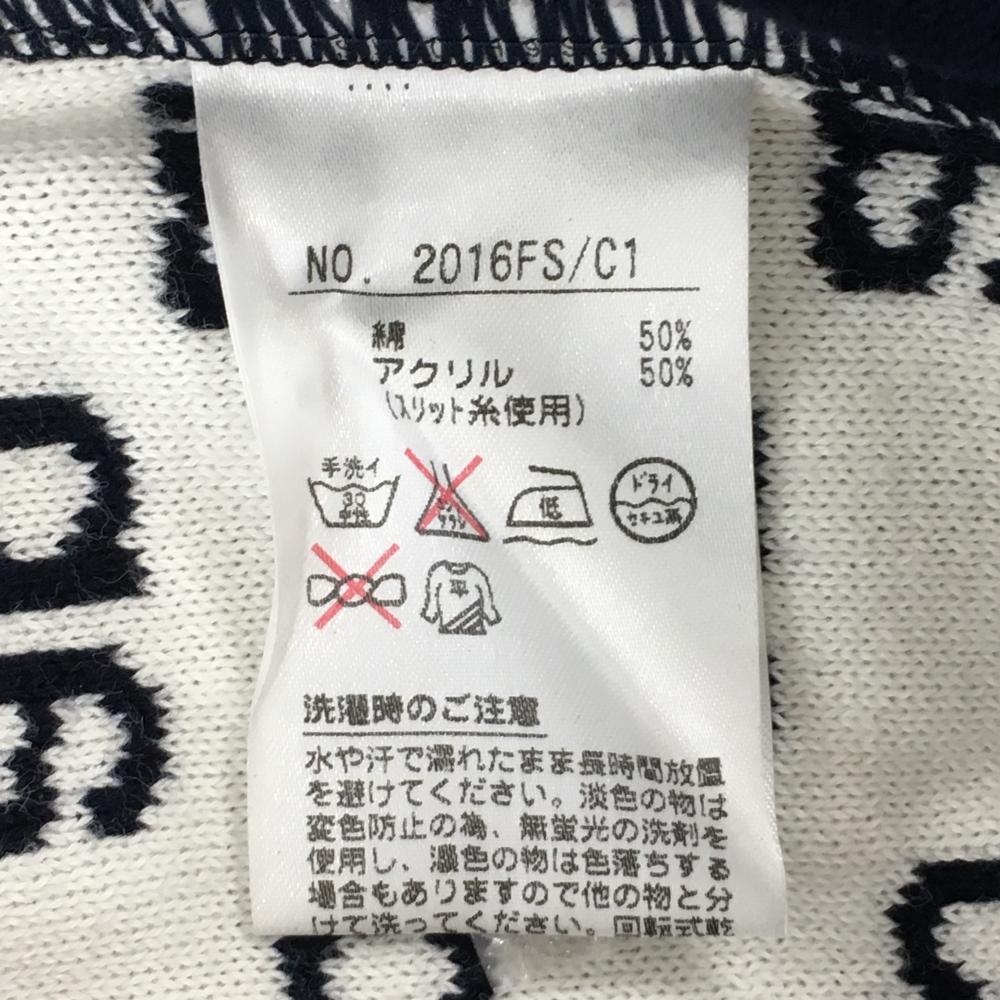 NO. 2016FS/C1
綿 50%
アクリル 50%
(スリット糸使用)
手洗イ
30
中性
低
ドライ
セキユ系
平
洗濯時のご注意
水や汗で濡れたまま長時間放置
を避けてください。淡色の物は
変色防止の為、無蛍光の洗剤を
使用し、濃色の物は色落ちする
場合もありますので他の物と分
けて洗ってください。回転式乾